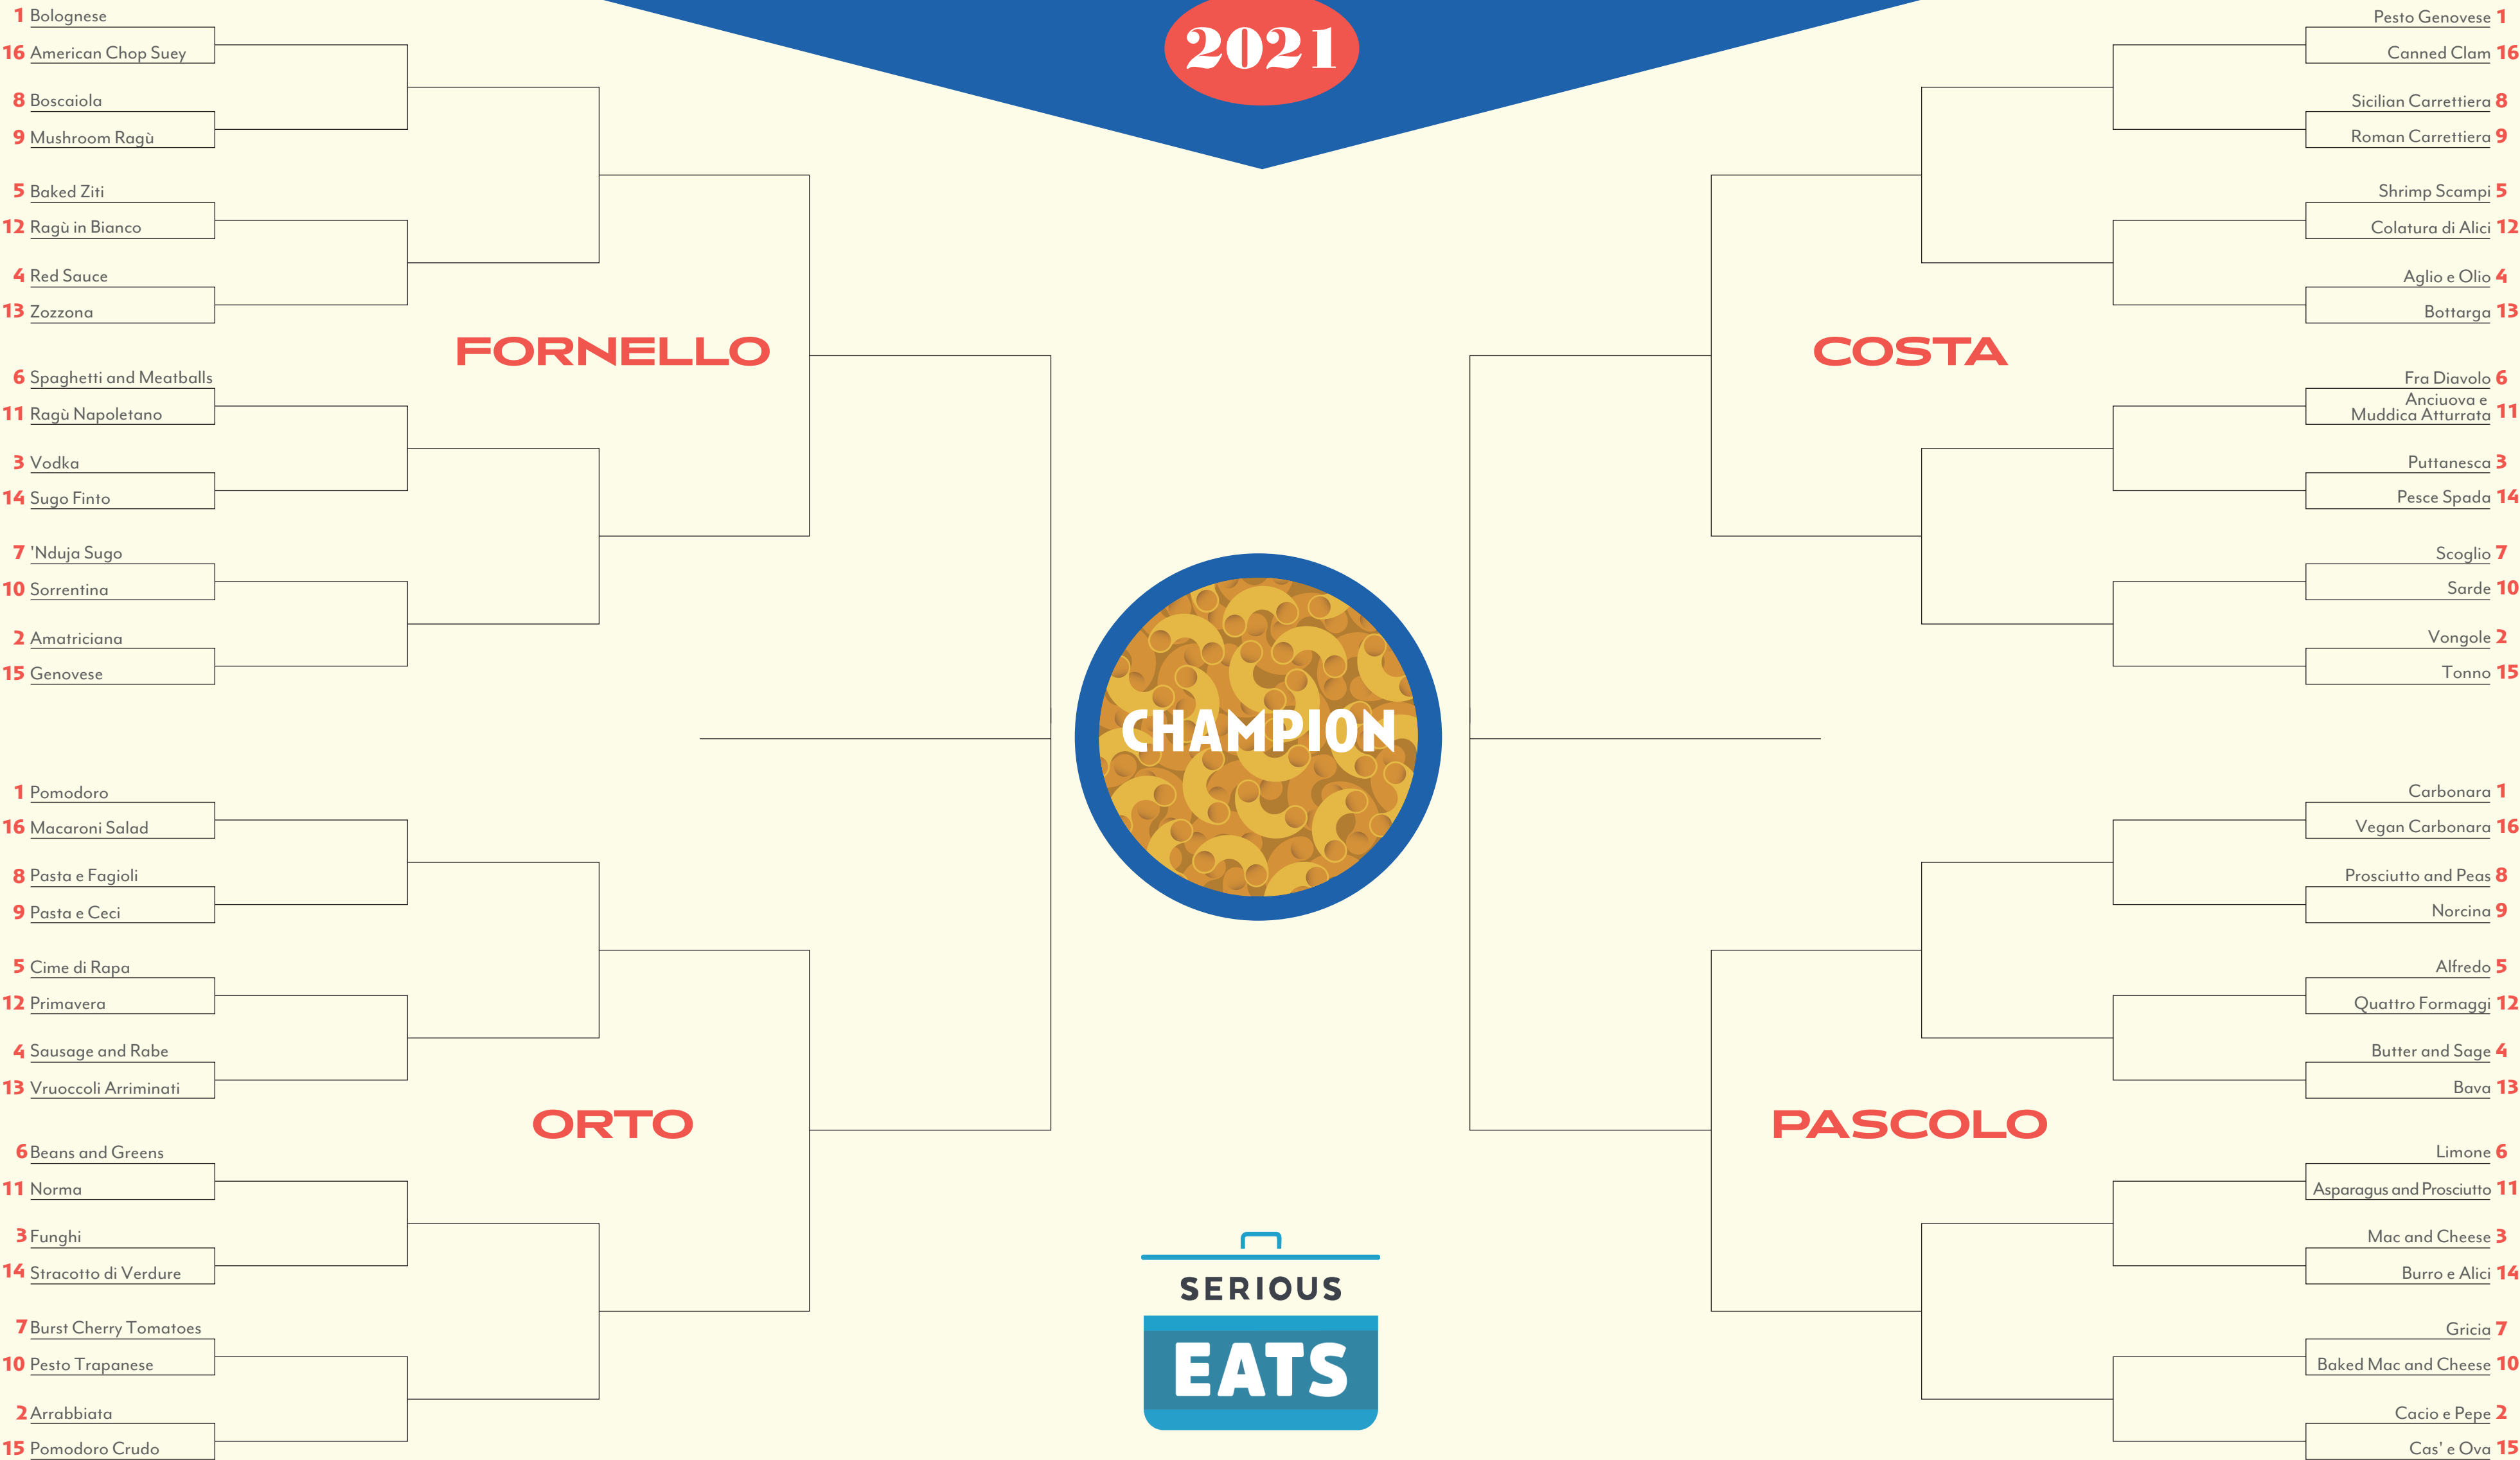 2021
1 Bolognese
16 American Chop Suey
8 Boscaiola
9 Mushroom Ragù
5 Baked Ziti
12 Ragù in Bianco
4 Red Sauce
13 Zozzona
FORNELLO
6 Spaghetti and Meatballs
11 Ragù Napoletano
3 Vodka
14 Sugo Finto
7 'Nduja Sugo
10 Sorrentina
2 Amatriciana
15 Genovese
1 Pomodoro
16 Macaroni Salad
8 Pasta e Fagioli
9 Pasta e Ceci
5 Cime di Rapa
12 Primavera
4 Sausage and Rabe
13 Vruoccoli Arriminati
ORTO
6 Beans and Greens
11 Norma
3 Funghi
14 Stracotto di Verdure
7 Burst Cherry Tomatoes
10 Pesto Trapanese
2 Arrabbiata
15 Pomodoro Crudo
CHAMPION
SERIOUS
EATS
Pesto Genovese 1
Canned Clam 16
Sicilian Carrettiera 8
Roman Carrettiera 9
Shrimp Scampi 5
Colatura di Alici 12
Aglio e Olio 4
Bottarga 13
COSTA
Fra Diavolo 6
Anciuova e
Muddica Atturrata 11
Puttanesca 3
Pesce Spada 14
Scoglio 7
Sarde 10
Vongole 2
Tonno 15
Carbonara 1
Vegan Carbonara 16
Prosciutto and Peas 8
Norcina 9
Alfredo 5
Quattro Formaggi 12
Butter and Sage 4
Bava 13
PASCOLO
Limone 6
Asparagus and Prosciutto 11
Mac and Cheese 3
Burro e Alici 14
Gricia 7
Baked Mac and Cheese 10
Cacio e Pepe 2
Cas' e Ova 15